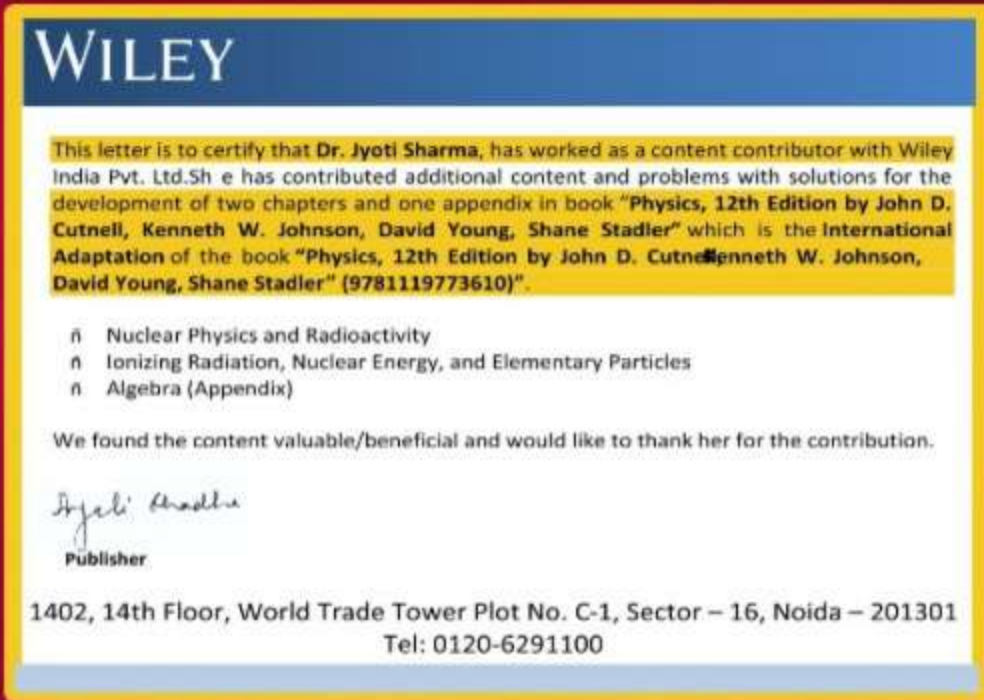 WILEY
This letter is to certify that Dr. Jyoti Sharma, has worked as a content contributor with Wiley
India Pvt. Ltd.Sh e has contributed additional content and problems with solutions for the
development of two chapters and one appendix in book "Physics, 12th Edition by John D.
Cutnell, Kenneth W. Johnson, David Young, Shane Stadler" which is the International
Adaptation of the book "Physics, 12th Edition by John D. W. Johnson,
David Young, Shane Stadler" (9781119773610)".
ñ Nuclear Physics and Radioactivity
ñ Ionizing Radiation, Nuclear Energy, and Elementary Particles
ñ Algebra (Appendix)
We found the content valuable/beneficial and would like to thank her for the contribution.
Publisher
1402, 14th Floor, World Trade Tower Plot No. C-1, Sector – 16, Noida – 201301
Tel: 0120-6291100